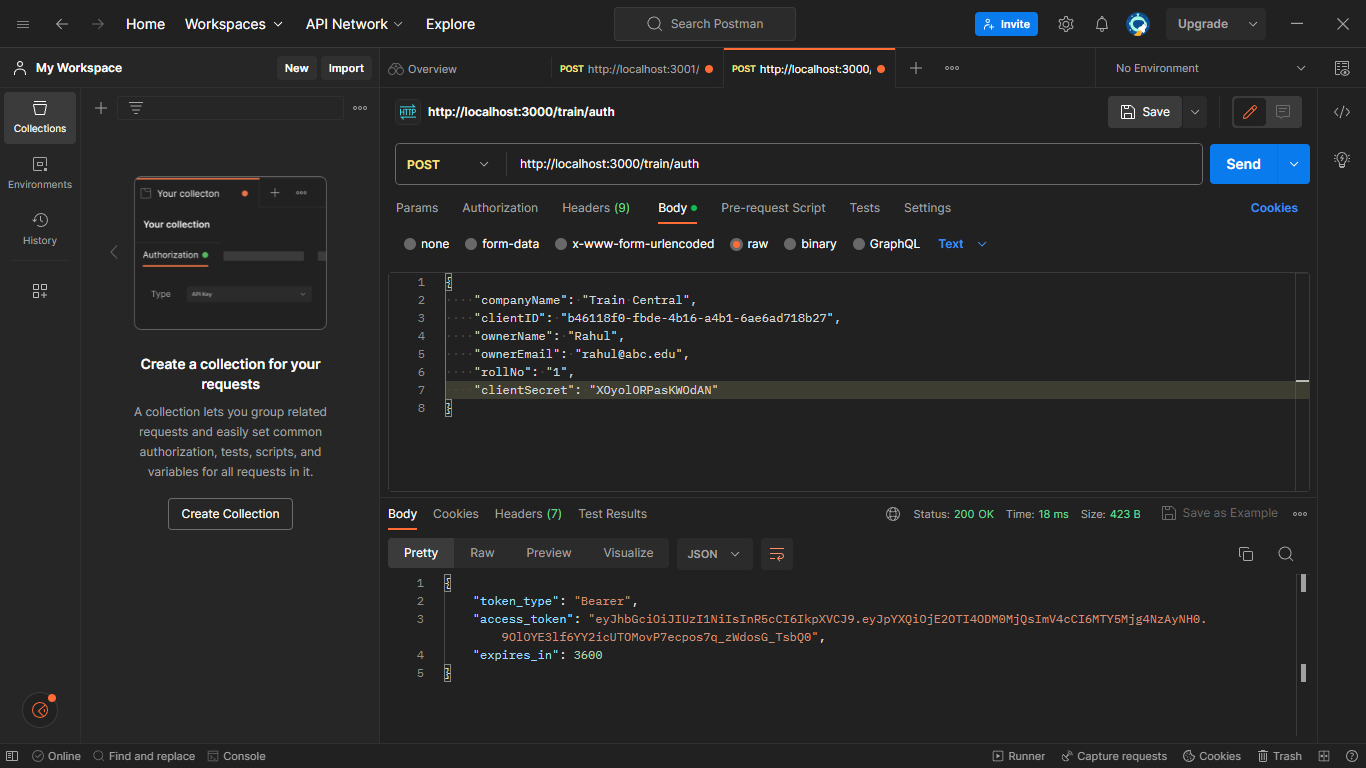 Home Workspaces API Network Explore Search Postman Invite Upgrade
My Workspace New Import Overview POST http://localhost:3001/ POST http://localhost:3000/ No Environment
Collections
Environments
History
Your collecton
Your collection
Authorization
Type API Key
Create a collection for your
requests
A collection lets you group related
requests and easily set common
authorization, tests, scripts, and
variables for all requests in it.
Create Collection
HTTP http://localhost:3000/train/auth Save
POST http://localhost:3000/train/auth Send
Params Authorization Headers (9) Body Pre-request Script Tests Settings Cookies
none form-data x-www-form-urlencoded raw binary GraphQL Text
1 {
2 "companyName": "Train Central",
3 "clientID": "b46118f0-fbde-4b16-a4b1-6ae6ad718b27",
4 "ownerName": "Rahul",
5 "ownerEmail": "rahul@abc.edu",
6 "rollNo": "1",
7 "clientSecret": "XOyolORPasKWOdAN"
8 }
Body Cookies Headers (7) Test Results Status: 200 OK Time: 18 ms Size: 423 B Save as Example
Pretty Raw Preview Visualize JSON
1 {
2 "token_type": "Bearer",
3 "access_token": "eyJhbGciOiJIUzI1NiIsInR5cCI6IkpXVCJ9.eyJpYXQiOjE2OTI4ODM0MjQsImV4cCI6MTY5Mjg4NzAyNH0.
9OlOYE3lf6YY2icUTOMovP7ecpos7q_zWdosG_TsbQ0",
4 "expires_in": 3600
5 }
Online Find and replace Console Runner Capture requests Cookies Trash